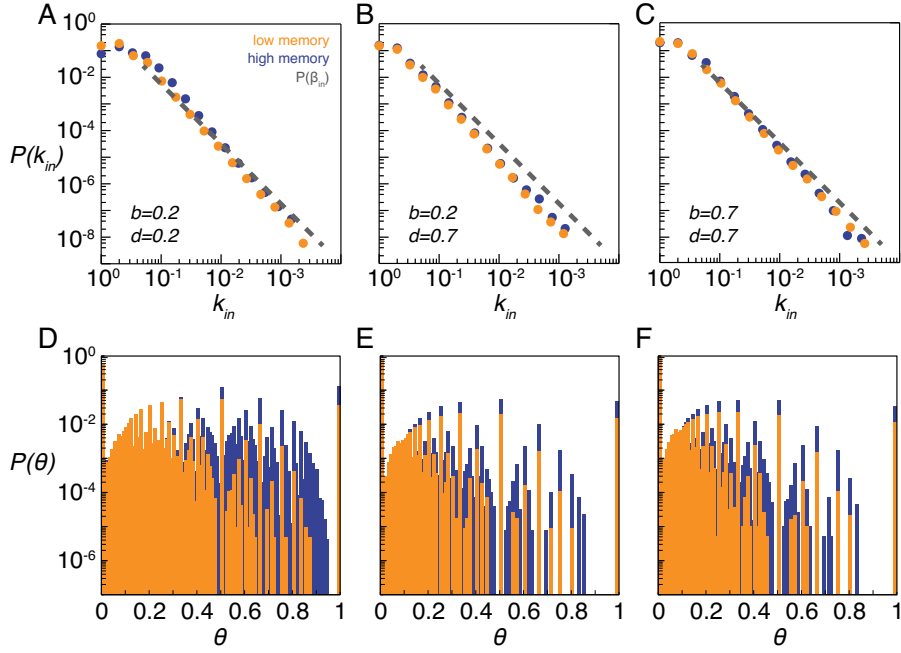 A B C
10^0 low memory
high memory
P(β_in)
10^-2
10^-4
P(k_in)
10^-6
b=0.2 b=0.2 b=0.7
d=0.2 d=0.7 d=0.7
10^-8
10^0 10^-1 10^-2 10^-3 10^0 10^-1 10^-2 10^-3 10^0 10^-1 10^-2 10^-3
k_in k_in k_in
D E F
10^0
10^-2
P(θ)
10^-4
10^-6
0 0.2 0.4 0.6 0.8 1 0 0.2 0.4 0.6 0.8 1 0 0.2 0.4 0.6 0.8 1
θ θ θ